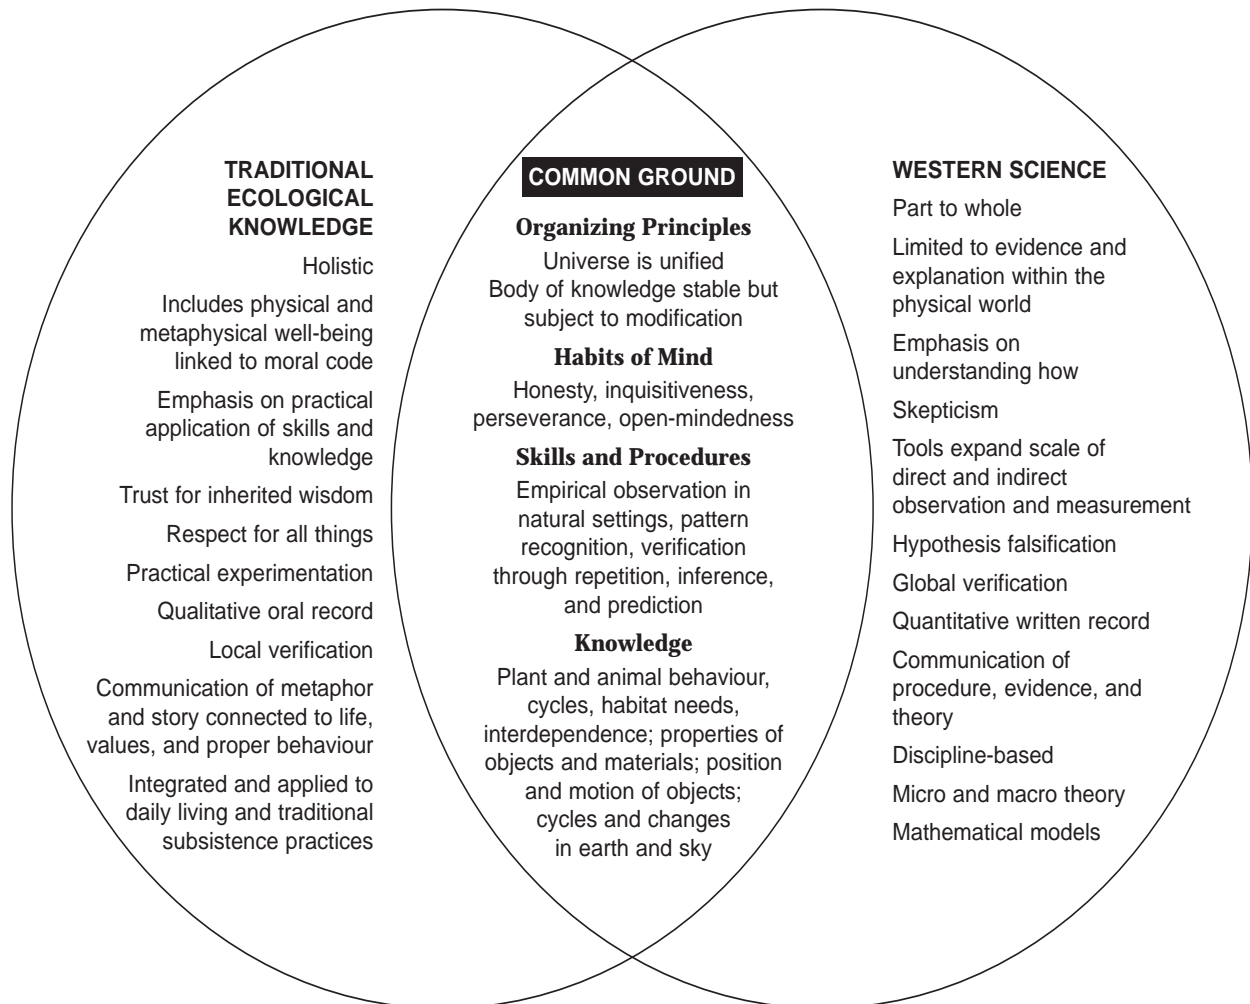 TRADITIONAL
ECOLOGICAL
KNOWLEDGE
Holistic
Includes physical and
metaphysical well-being
linked to moral code
Emphasis on practical
application of skills and
knowledge
Trust for inherited wisdom
Respect for all things
Practical experimentation
Qualitative oral record
Local verification
Communication of metaphor
and story connected to life,
values, and proper behaviour
Integrated and applied to
daily living and traditional
subsistence practices
COMMON GROUND
Organizing Principles
Universe is unified
Body of knowledge stable but
subject to modification
Habits of Mind
Honesty, inquisitiveness,
perseverance, open-mindedness
Skills and Procedures
Empirical observation in
natural settings, pattern
recognition, verification
through repetition, inference,
and prediction
Knowledge
Plant and animal behaviour,
cycles, habitat needs,
interdependence; properties of
objects and materials; position
and motion of objects;
cycles and changes
in earth and sky
WESTERN SCIENCE
Part to whole
Limited to evidence and
explanation within the
physical world
Emphasis on
understanding how
Skepticism
Tools expand scale of
direct and indirect
observation and measurement
Hypothesis falsification
Global verification
Quantitative written record
Communication of
procedure, evidence, and
theory
Discipline-based
Micro and macro theory
Mathematical models